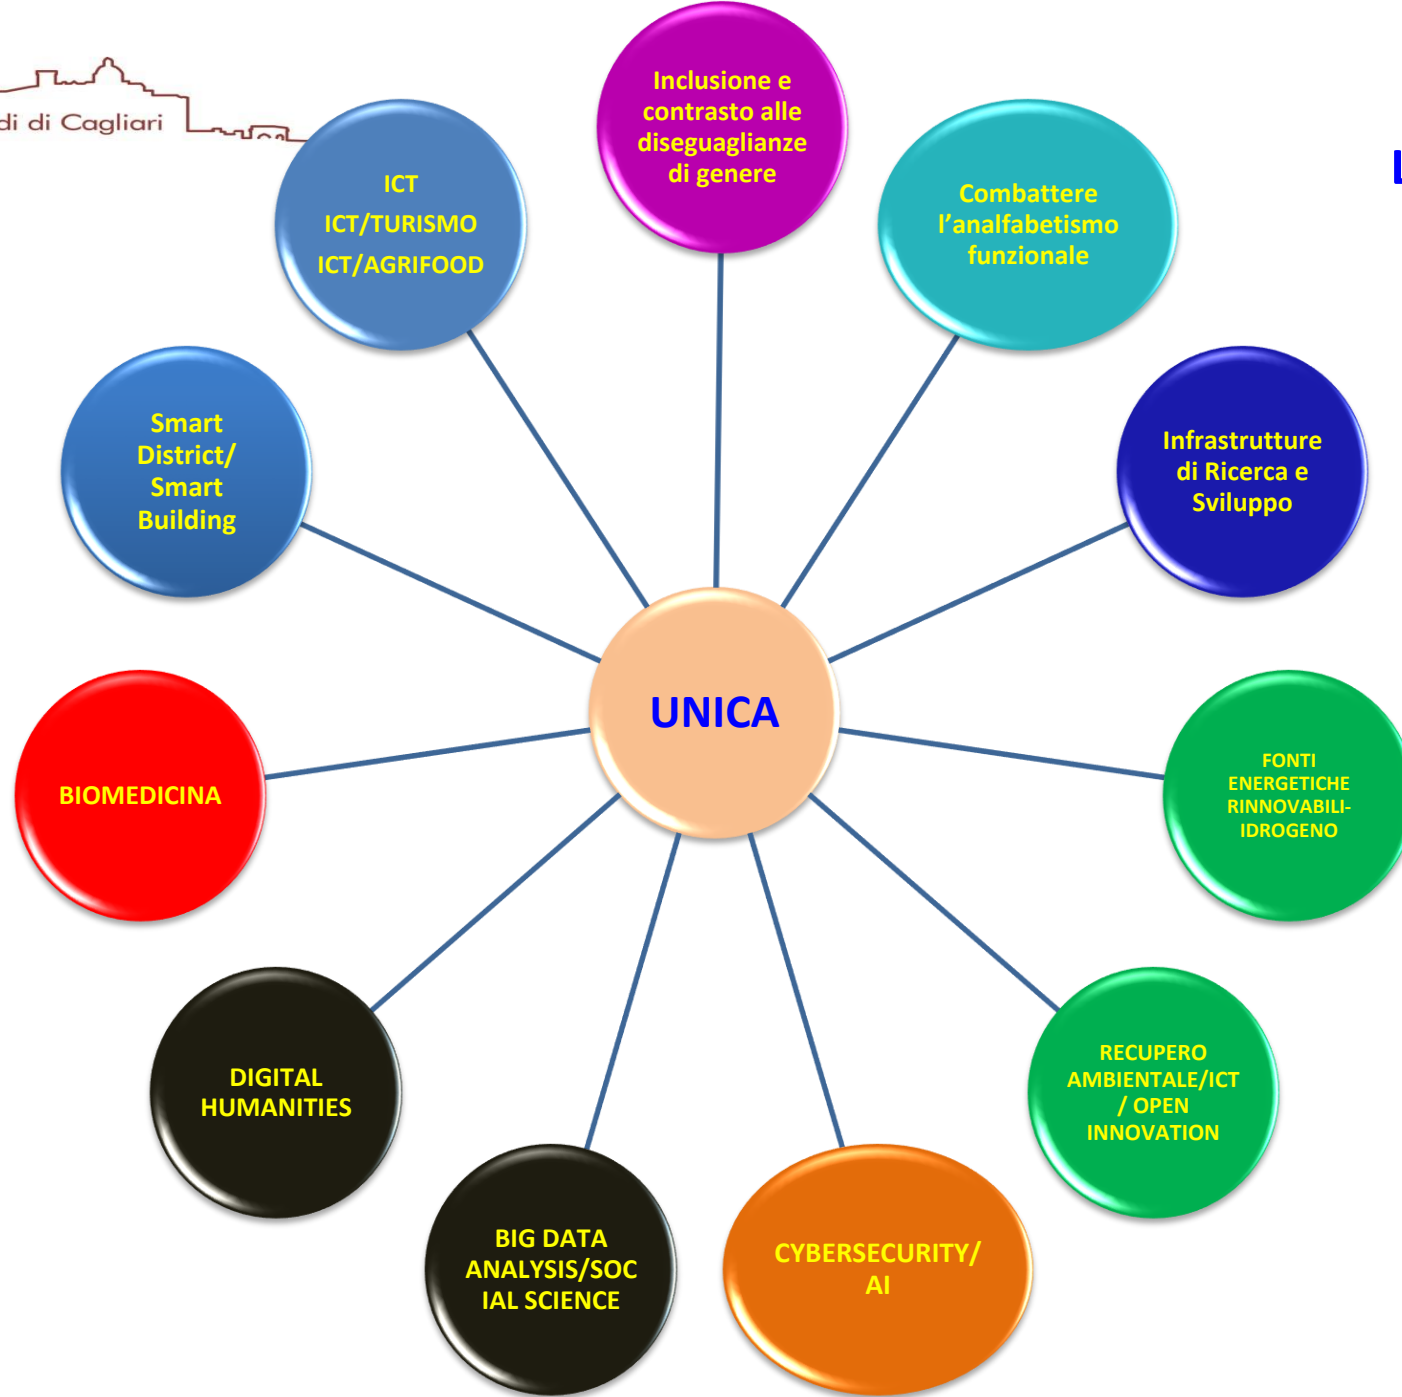 di di Cagliari
Inclusione e
contrasto alle
diseguaglianze
di genere
L
ICT
ICT/TURISMO
ICT/AGRIFOOD
Combattere
l’analfabetismo
funzionale
Smart
District/
Smart
Building
Infrastrutture
di Ricerca e
Sviluppo
UNICA
BIOMEDICINA
FONTI
ENERGETICHE
RINNOVABILI-
IDROGENO
DIGITAL
HUMANITIES
RECUPERO
AMBIENTALE/ICT
/ OPEN
INNOVATION
BIG DATA
ANALYSIS/SOC
IAL SCIENCE
CYBERSECURITY/
AI